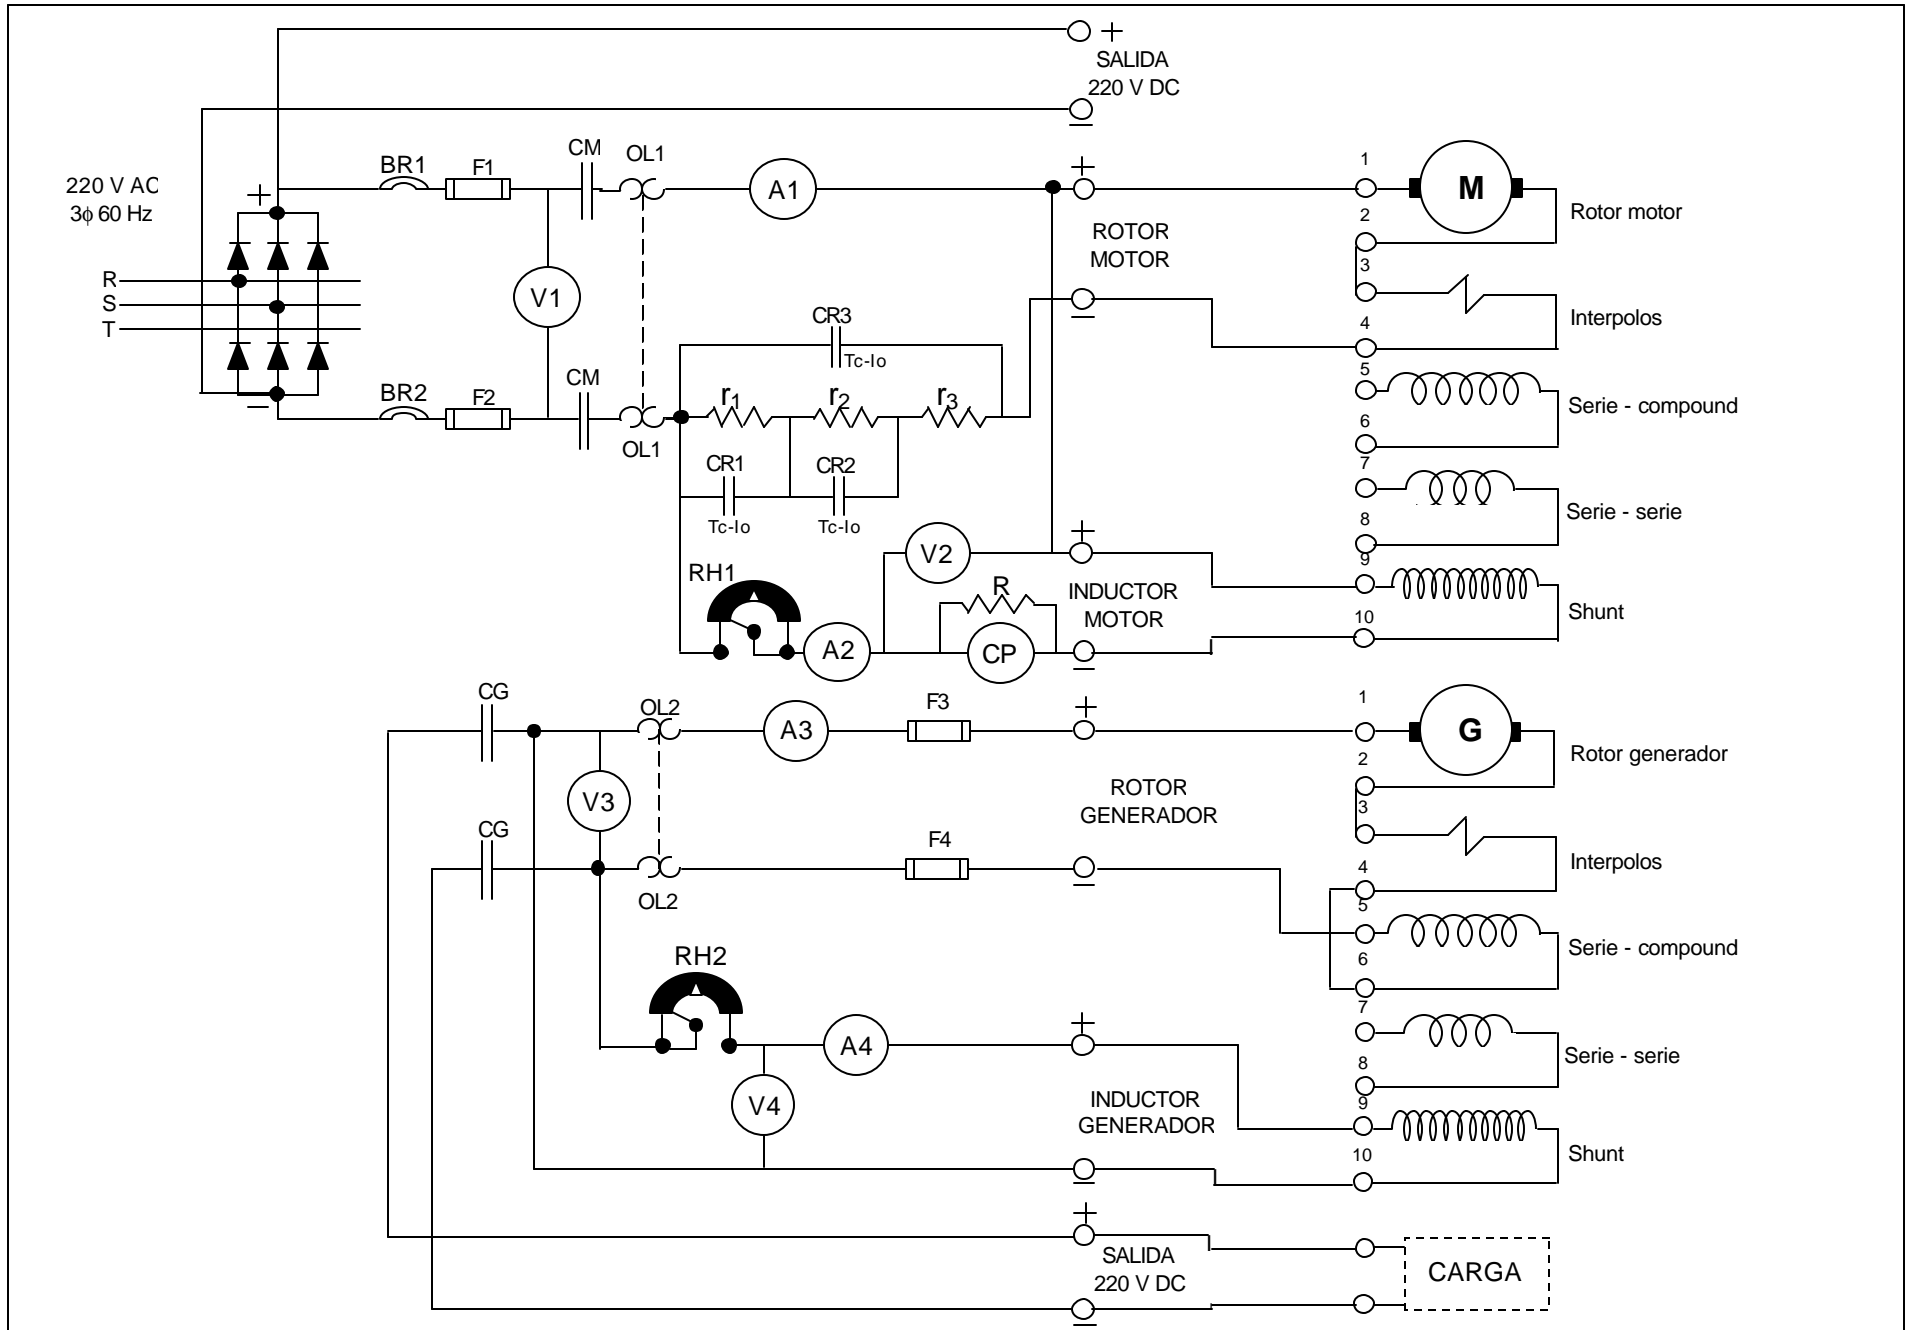 +
SALIDA
220 V DC
_
220 V AC
3ϕ 60 Hz
+
R
S
T
_
BR1
F1
CM
OL1
A1
V1
BR2
F2
CM
OL1
+
ROTOR
MOTOR
_
CR3
Tc-Io
r1
r2
r3
CR1
Tc-Io
CR2
Tc-Io
V2
+
RH1
A2
R
CP
INDUCTOR
MOTOR
_
1
M
2
Rotor motor
3
Interpolos
4
5
Serie - compound
6
7
Serie - serie
8
9
Shunt
10
CG
OL2
A3
F3
+
V3
ROTOR
GENERADOR
CG
OL2
F4
_
RH2
A4
+
V4
INDUCTOR
GENERADOR
_
1
G
2
Rotor generador
3
Interpolos
4
5
Serie - compound
6
7
Serie - serie
8
9
Shunt
10
+
SALIDA
220 V DC
_
CARGA